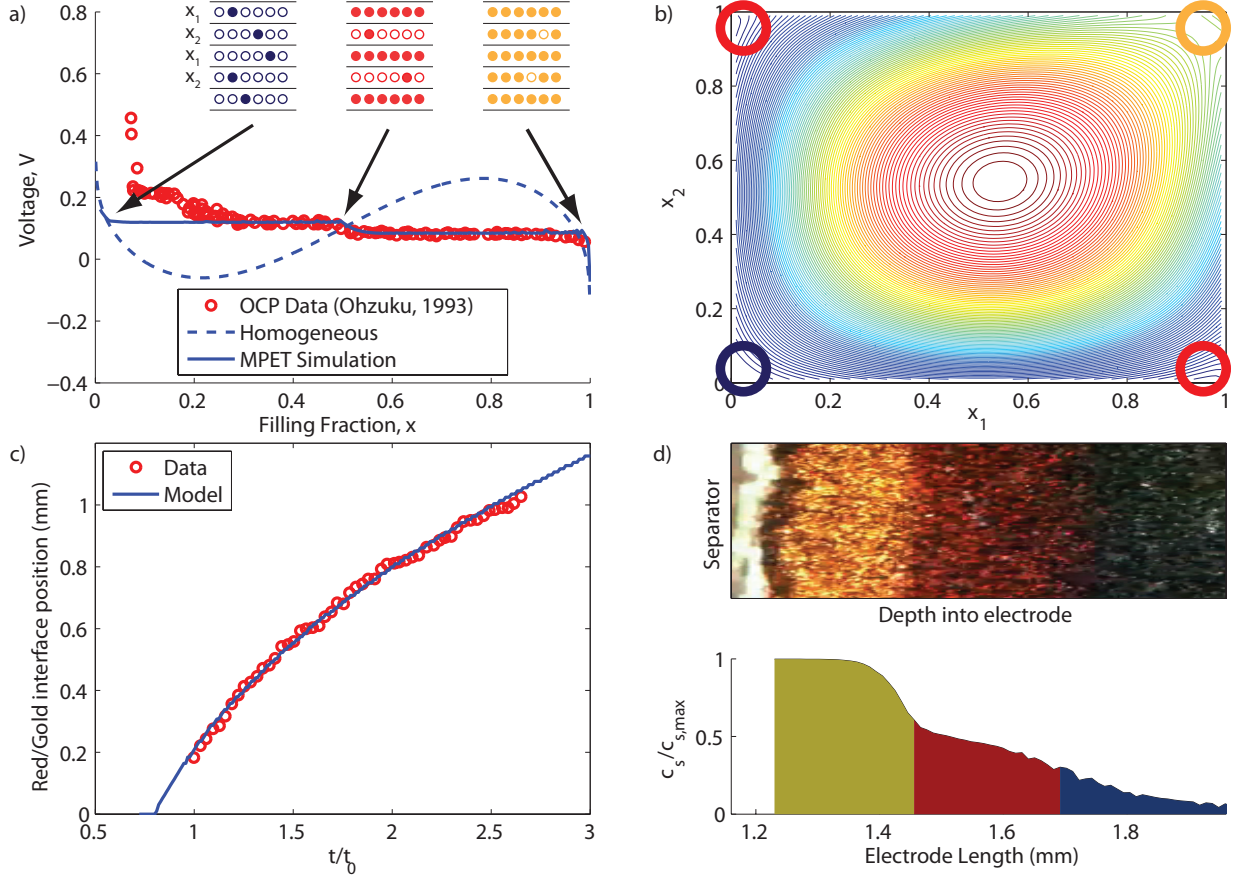 a)
x1
x2
x1
x2
0.8
0.6
0.4
0.2
0
−0.2
−0.4
Voltage, V
OCP Data (Ohzuku, 1993)
Homogeneous
MPET Simulation
0
0.2
0.4
0.6
0.8
1
Filling Fraction, x
b)
1
0.8
0.6
0.4
0.2
0
x2
0
0.2
0.4
0.6
0.8
1
x1
c)
Data
Model
1
0.8
0.6
0.4
0.2
0
Red/Gold interface position (mm)
0.5
1
1.5
2
2.5
3
t/t0
d)
Separator
Depth into electrode
1
0.5
0
cs/cs,max
1.2
1.4
1.6
1.8
Electrode Length (mm)